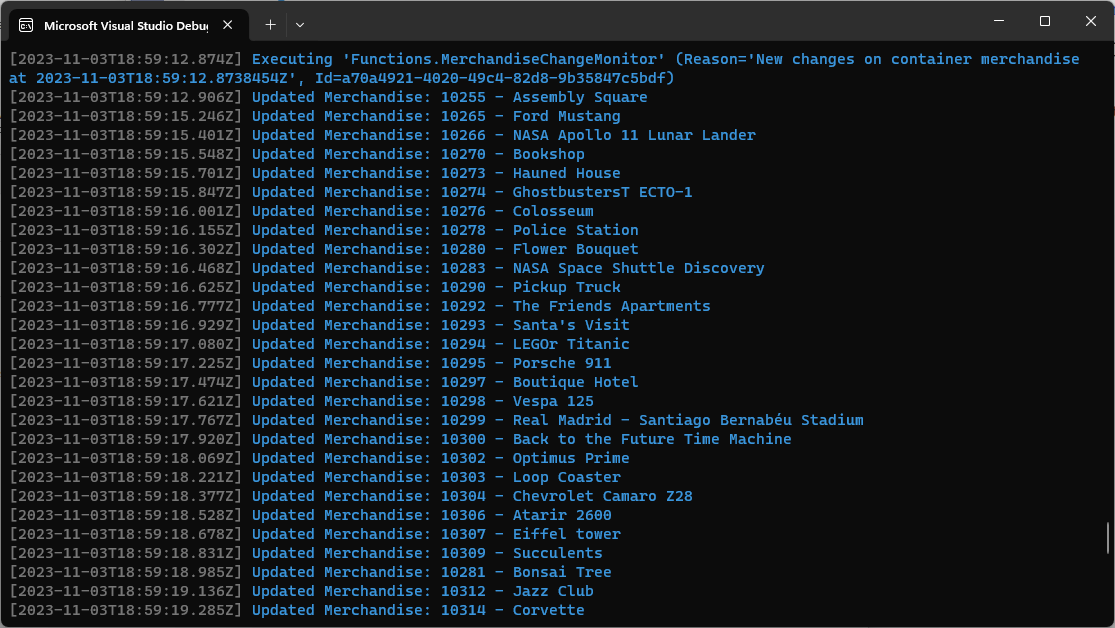 Microsoft Visual Studio Debug
[2023-11-03T18:59:12.874Z] Executing 'Functions.MerchandiseChangeMonitor' (Reason='New changes on container merchandise
at 2023-11-03T18:59:12.8738454Z', Id=a70a4921-4020-49c4-82d8-9b35847c5bdf)
[2023-11-03T18:59:12.906Z] Updated Merchandise: 10255 - Assembly Square
[2023-11-03T18:59:15.246Z] Updated Merchandise: 10265 - Ford Mustang
[2023-11-03T18:59:15.401Z] Updated Merchandise: 10266 - NASA Apollo 11 Lunar Lander
[2023-11-03T18:59:15.548Z] Updated Merchandise: 10270 - Bookshop
[2023-11-03T18:59:15.701Z] Updated Merchandise: 10273 - Hauned House
[2023-11-03T18:59:15.847Z] Updated Merchandise: 10274 - GhostbustersT ECTO-1
[2023-11-03T18:59:16.001Z] Updated Merchandise: 10276 - Colosseum
[2023-11-03T18:59:16.155Z] Updated Merchandise: 10278 - Police Station
[2023-11-03T18:59:16.302Z] Updated Merchandise: 10280 - Flower Bouquet
[2023-11-03T18:59:16.468Z] Updated Merchandise: 10283 - NASA Space Shuttle Discovery
[2023-11-03T18:59:16.625Z] Updated Merchandise: 10290 - Pickup Truck
[2023-11-03T18:59:16.777Z] Updated Merchandise: 10292 - The Friends Apartments
[2023-11-03T18:59:16.929Z] Updated Merchandise: 10293 - Santa's Visit
[2023-11-03T18:59:17.080Z] Updated Merchandise: 10294 - LEGOr Titanic
[2023-11-03T18:59:17.225Z] Updated Merchandise: 10295 - Porsche 911
[2023-11-03T18:59:17.474Z] Updated Merchandise: 10297 - Boutique Hotel
[2023-11-03T18:59:17.621Z] Updated Merchandise: 10298 - Vespa 125
[2023-11-03T18:59:17.767Z] Updated Merchandise: 10299 - Real Madrid - Santiago Bernabéu Stadium
[2023-11-03T18:59:17.920Z] Updated Merchandise: 10300 - Back to the Future Time Machine
[2023-11-03T18:59:18.069Z] Updated Merchandise: 10302 - Optimus Prime
[2023-11-03T18:59:18.221Z] Updated Merchandise: 10303 - Loop Coaster
[2023-11-03T18:59:18.377Z] Updated Merchandise: 10304 - Chevrolet Camaro Z28
[2023-11-03T18:59:18.528Z] Updated Merchandise: 10306 - Atarir 2600
[2023-11-03T18:59:18.678Z] Updated Merchandise: 10307 - Eiffel tower
[2023-11-03T18:59:18.831Z] Updated Merchandise: 10309 - Succulents
[2023-11-03T18:59:18.985Z] Updated Merchandise: 10281 - Bonsai Tree
[2023-11-03T18:59:19.136Z] Updated Merchandise: 10312 - Jazz Club
[2023-11-03T18:59:19.285Z] Updated Merchandise: 10314 - Corvette